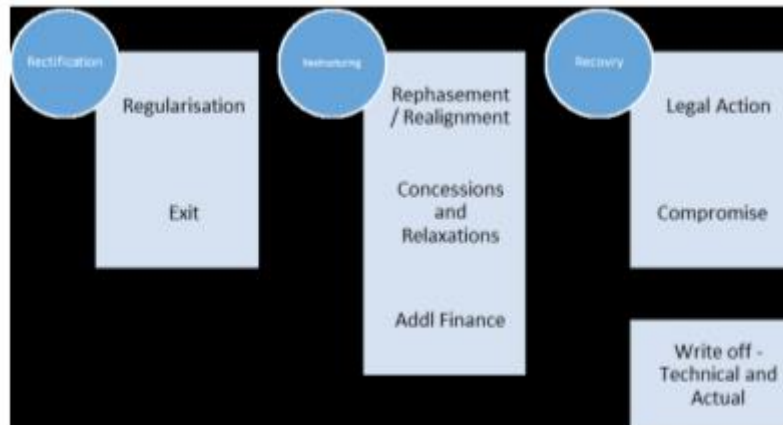 Rectification
Regularisation
Exit
Restructuring
Rephasement
/ Realignment
Concessions
and
Relaxations
Addl Finance
Recovry
Legal Action
Compromise
Write off -
Technical and
Actual